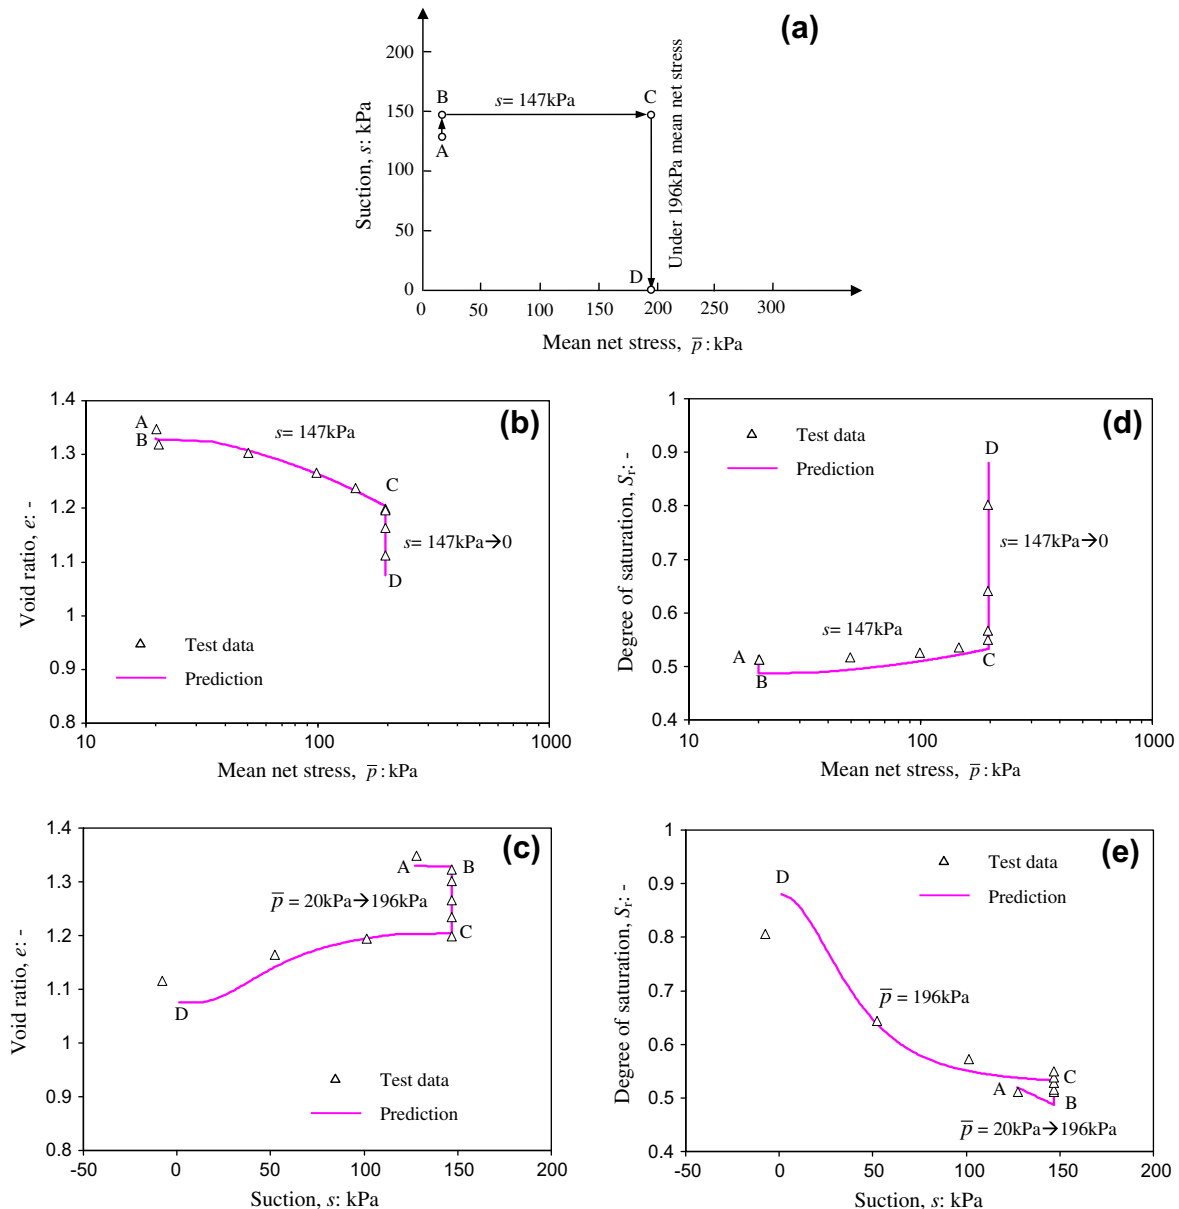 (a)
200
150
100
50
0
Suction, s: kPa
B
s= 147kPa
C
A
D
Under 196kPa mean net stress
0 50 100 150 200 250 300
Mean net stress, p̅ : kPa
(b)
1.4
1.3
1.2
1.1
1
0.9
0.8
Void ratio, e: -
A
B
s= 147kPa
C
s= 147kPa→0
D
Test data
Prediction
10 100 1000
Mean net stress, p̅ : kPa
(d)
1
0.9
0.8
0.7
0.6
0.5
0.4
Degree of saturation, Sr: -
Test data
Prediction
D
s= 147kPa→0
s= 147kPa
A
B
C
10 100 1000
Mean net stress, p̅ : kPa
(c)
1.4
1.3
1.2
1.1
1
0.9
0.8
Void ratio, e: -
A
B
p̅ = 20kPa→196kPa
C
D
Test data
Prediction
-50 0 50 100 150 200
Suction, s: kPa
(e)
1
0.9
0.8
0.7
0.6
0.5
0.4
Degree of saturation, Sr: -
Test data
Prediction
D
p̅ = 196kPa
A
C
B
p̅ = 20kPa→196kPa
-50 0 50 100 150 200
Suction, s: kPa